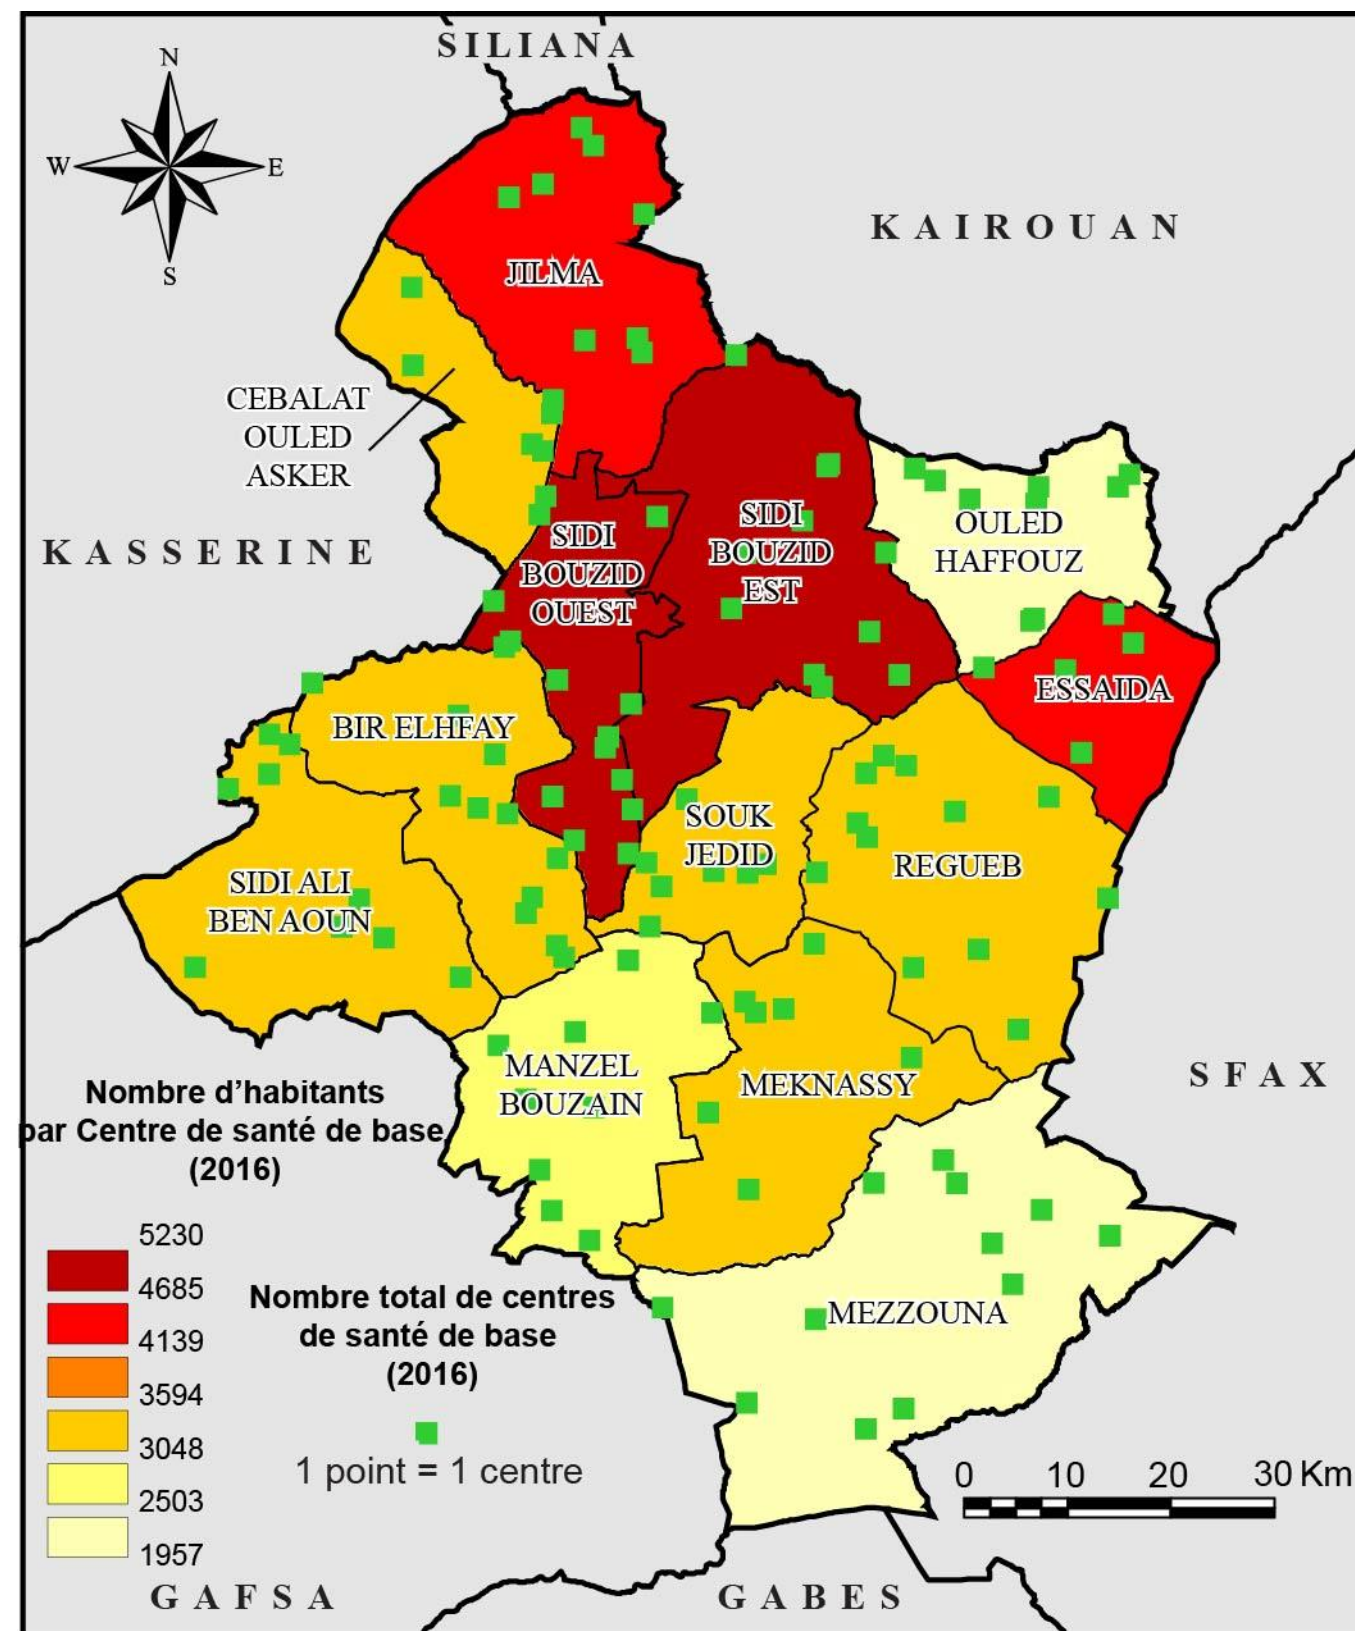 SILIANA
N
W
E
S
KAIROUAN
JILMA
CEBALAT
OULED
ASKER
KASSERINE
SIDI
BOUZID
OUEST
SIDI
BOUZID
EST
OULED
HAFFOUZ
ESSAIDA
BIR ELHFAY
SOUK
JEDID
REGUEB
SIDI ALI
BEN AOUN
MANZEL
BOUZAIN
MEKNASSY
SFAX
MEZZOUNA
Nombre d’habitants
par Centre de santé de base
(2016)
5230
4685
4139
3594
3048
2503
1957
Nombre total de centres
de santé de base
(2016)
1 point = 1 centre
0 10 20 30 Km
GAFSA
GABES